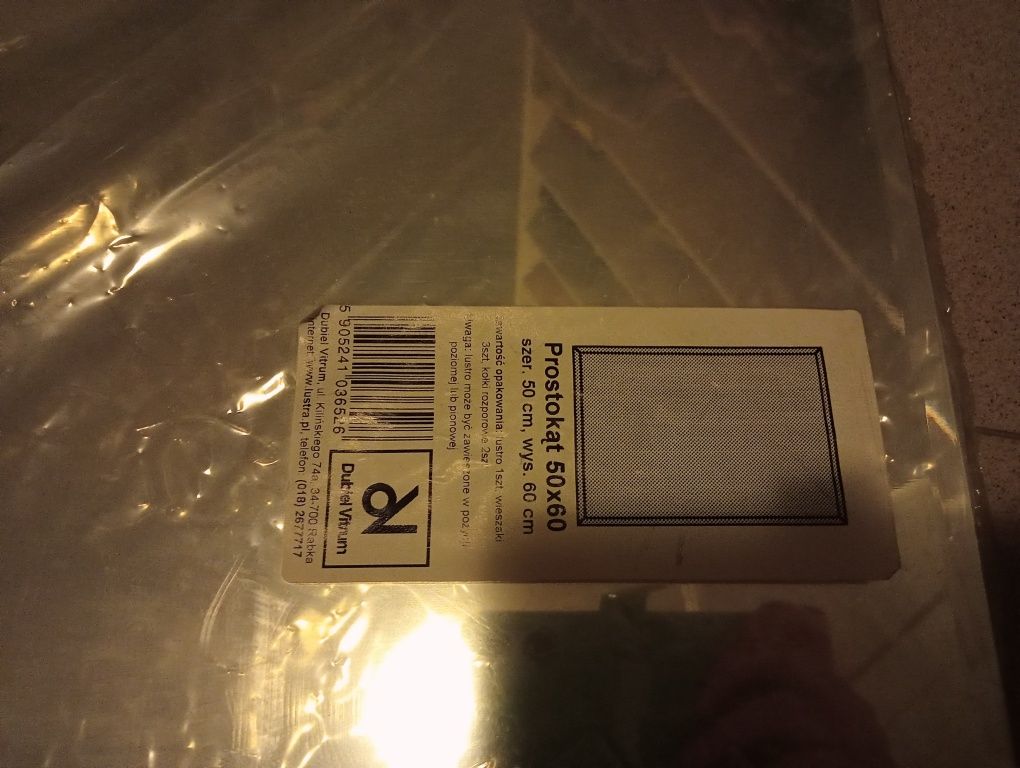 Prostokąt 50x60
szer. 50 cm, wys. 60 cm
opakowania: lustro 1szt. wieszaki
3szt. kołki rozporowe 2szt.
Uwaga: lustro może być zawieszone w pozycji
poziomej lub pionowej
5 905241 036526
Dubiel Vitrum
Dubiel Vitrum, ul. Kilińskiego 74a, 34-700 Rabka
internet: www.lustra.pl, telefon: (018) 2677717